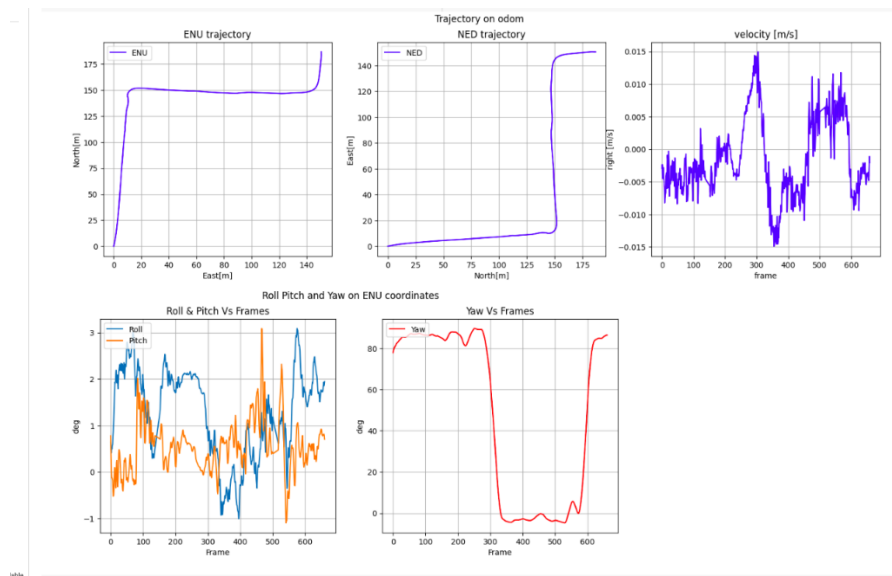 Trajectory on odom
ENU trajectory
NED trajectory
velocity [m/s]
ENU
NED
North[m]
East[m]
right [m/s]
175
150
125
100
75
50
25
0
140
120
100
80
60
40
20
0
0.015
0.010
0.005
0.000
-0.005
-0.010
-0.015
0 20 40 60 80 100 120 140
0 25 50 75 100 125 150 175
0 100 200 300 400 500 600
East[m]
North[m]
frame
Roll Pitch and Yaw on ENU coordinates
Roll & Pitch Vs Frames
Yaw Vs Frames
Roll
Pitch
Yaw
deg
deg
3
2
1
0
−1
80
60
40
20
0
0 100 200 300 400 500 600
0 100 200 300 400 500 600
Frame
Frame